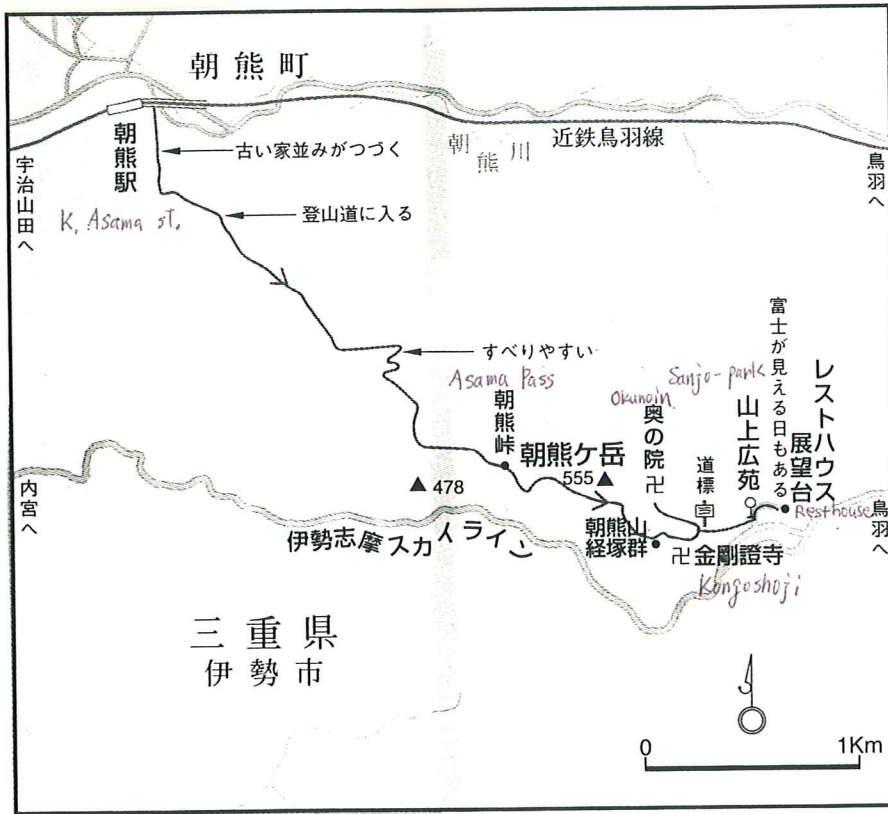 朝熊町
朝熊駅
宇治山田へ
K. Asama st.
古い家並みがつづく
登山道に入る
朝熊川
近鉄鳥羽線
鳥羽へ
すべりやすい
Asama Pass
朝熊峠
朝熊ケ岳
555
478
Okunoin
奥の院
Sanjo-park
道標
山上広苑
富士が見える日もある
レストハウス
展望台
Resthouse
鳥羽へ
内宮へ
伊勢志摩スカイライン
朝熊山
経塚群
金剛證寺
Kongoshoji
三重県
伊勢市
0 1Km